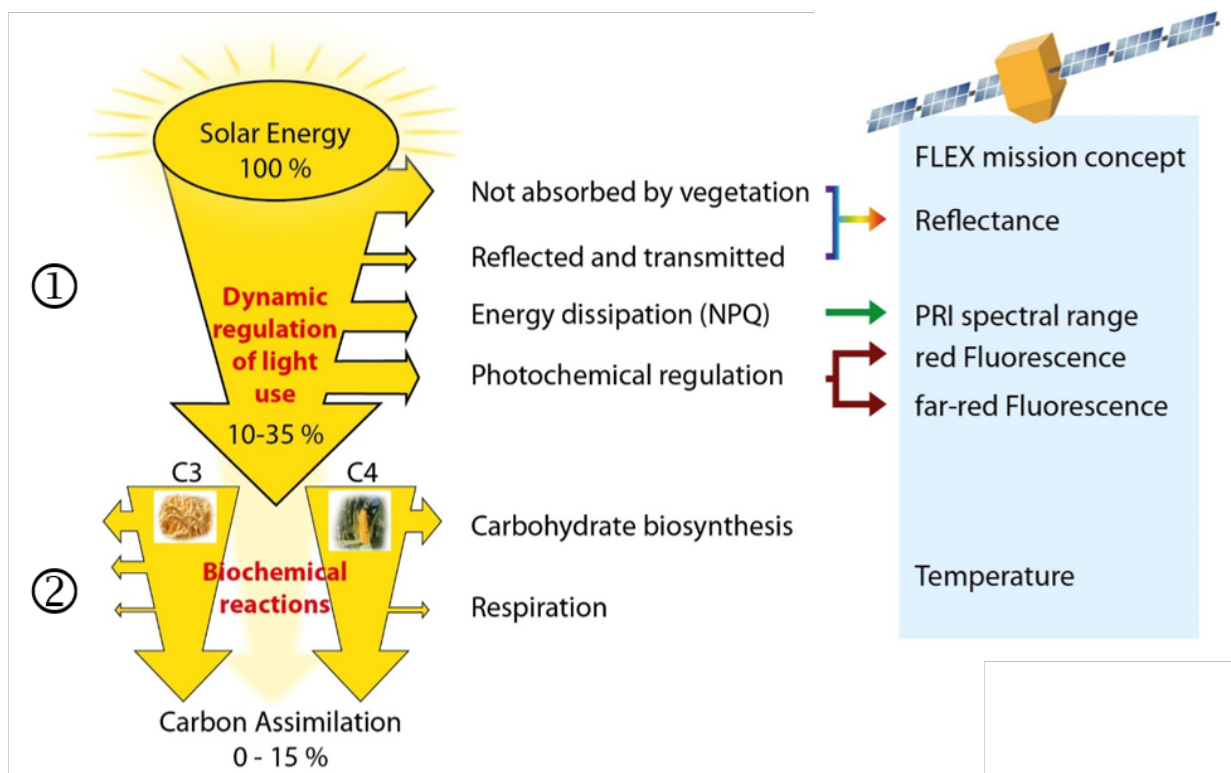 Solar Energy
100 %
FLEX mission concept
Not absorbed by vegetation
Reflectance
Reflected and transmitted
①
Dynamic
regulation
of light
use
Energy dissipation (NPQ)
PRI spectral range
red Fluorescence
Photochemical regulation
far-red Fluorescence
10-35 %
C3
C4
Carbohydrate biosynthesis
②
Biochemical
reactions
Temperature
Respiration
Carbon Assimilation
0 - 15 %